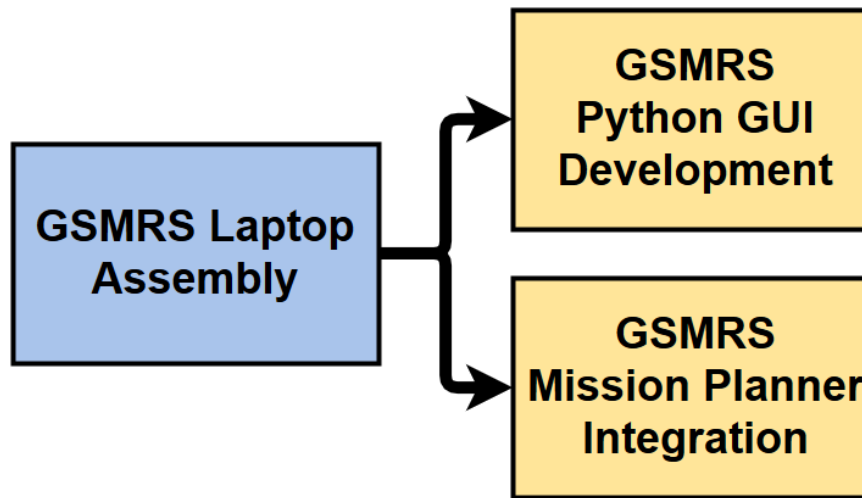 GSMRS Laptop
Assembly
GSMRS
Python GUI
Development
GSMRS
Mission Planner
Integration